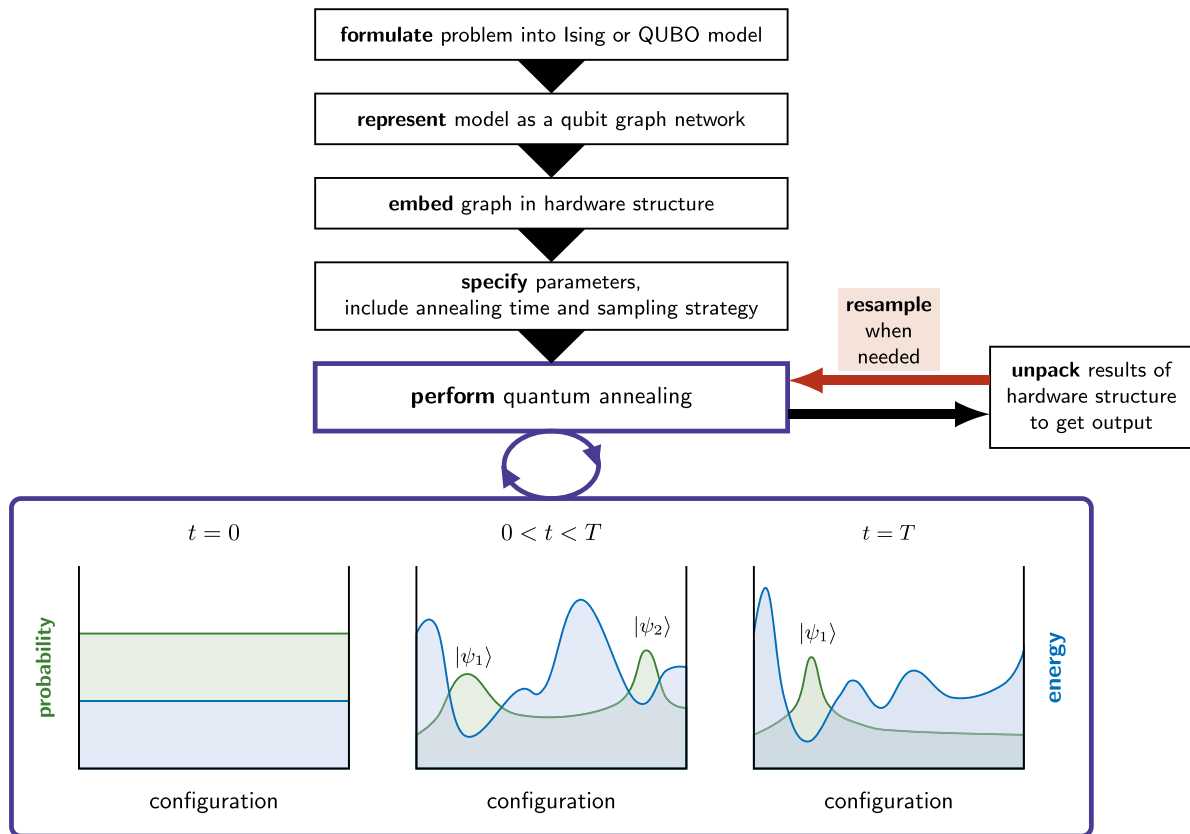 formulate problem into Ising or QUBO model
represent model as a qubit graph network
embed graph in hardware structure
specify parameters,
include annealing time and sampling strategy
resample
when
needed
perform quantum annealing
unpack results of
hardware structure
to get output
t = 0
0 < t < T
t = T
probability
|ψ₁⟩
|ψ₂⟩
|ψ₁⟩
energy
configuration
configuration
configuration